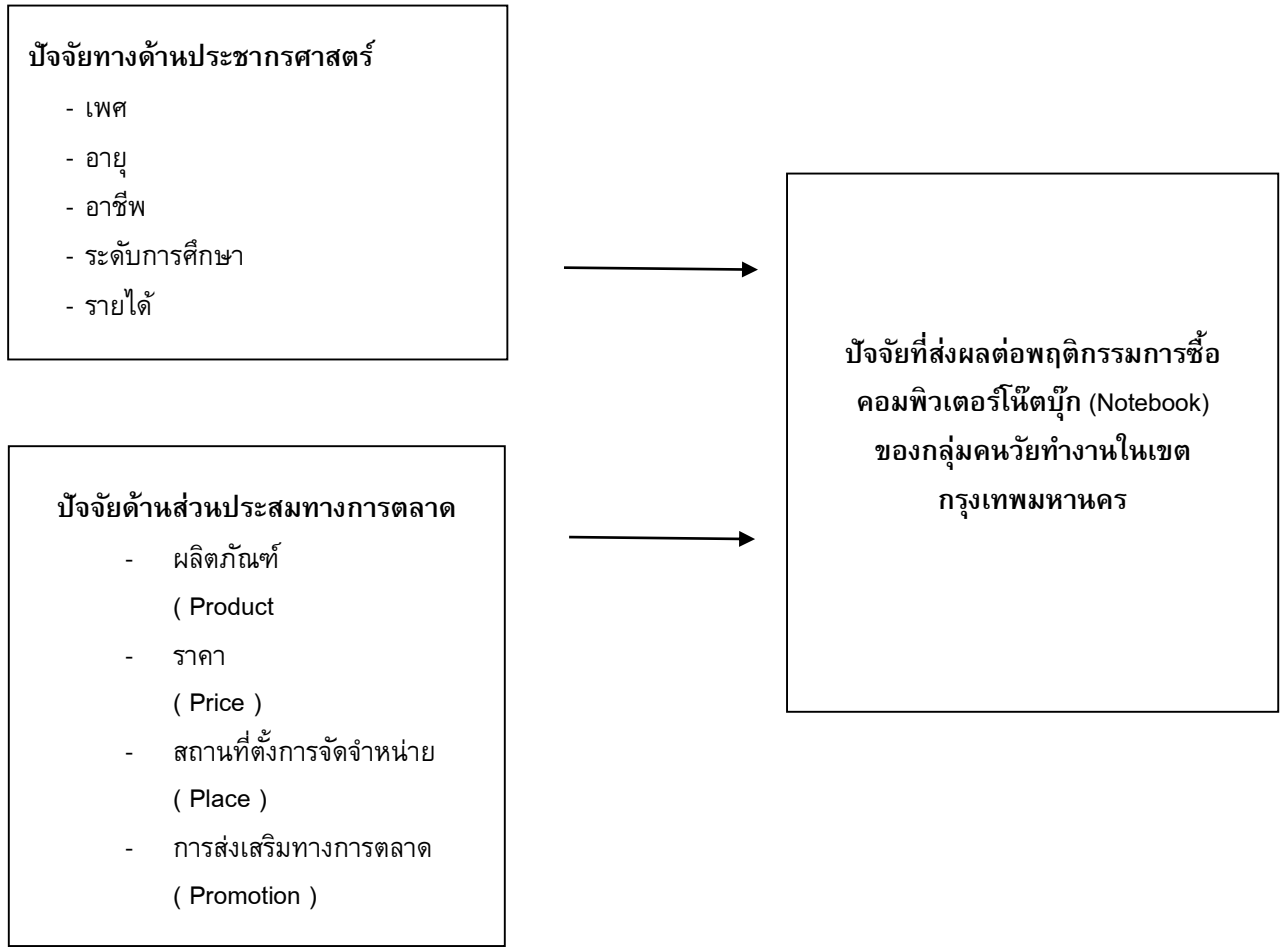 ปัจจัยทางด้านประชากรศาสตร์
- เพศ
- อายุ
- อาชีพ
- ระดับการศึกษา
- รายได้
ปัจจัยด้านส่วนประสมทางการตลาด
- ผลิตภัณฑ์
( Product
- ราคา
( Price )
- สถานที่ตั้งการจัดจำหน่าย
( Place )
- การส่งเสริมทางการตลาด
( Promotion )
ปัจจัยที่ส่งผลต่อพฤติกรรมการซื้อ
คอมพิวเตอร์โน๊ตบุ๊ก (Notebook)
ของกลุ่มคนวัยทำงานในเขต
กรุงเทพมหานคร